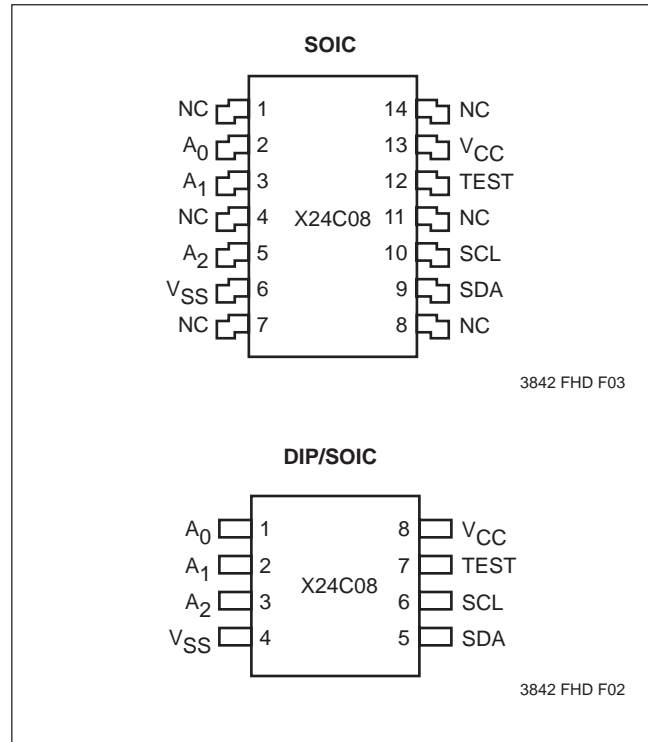 SOIC
NC 1 14 NC
A0 2 13 VCC
A1 3 12 TEST
NC 4 X24C08 11 NC
A2 5 10 SCL
VSS 6 9 SDA
NC 7 8 NC
3842 FHD F03
DIP/SOIC
A0 1 8 VCC
A1 2 7 TEST
X24C08
A2 3 6 SCL
VSS 4 5 SDA
3842 FHD F02